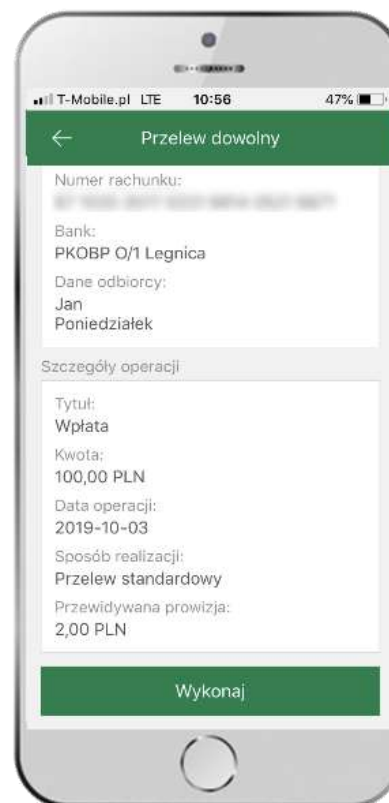 T-Mobile.pl LTE 10:56 47%
Przelew dowolny
Numer rachunku:
Bank:
PKOBP O/1 Legnica
Dane odbiorcy:
Jan
Poniedziałek
Szczegóły operacji
Tytuł:
Wpłata
Kwota:
100,00 PLN
Data operacji:
2019-10-03
Sposób realizacji:
Przelew standardowy
Przewidywana prowizja:
2,00 PLN
Wykonaj